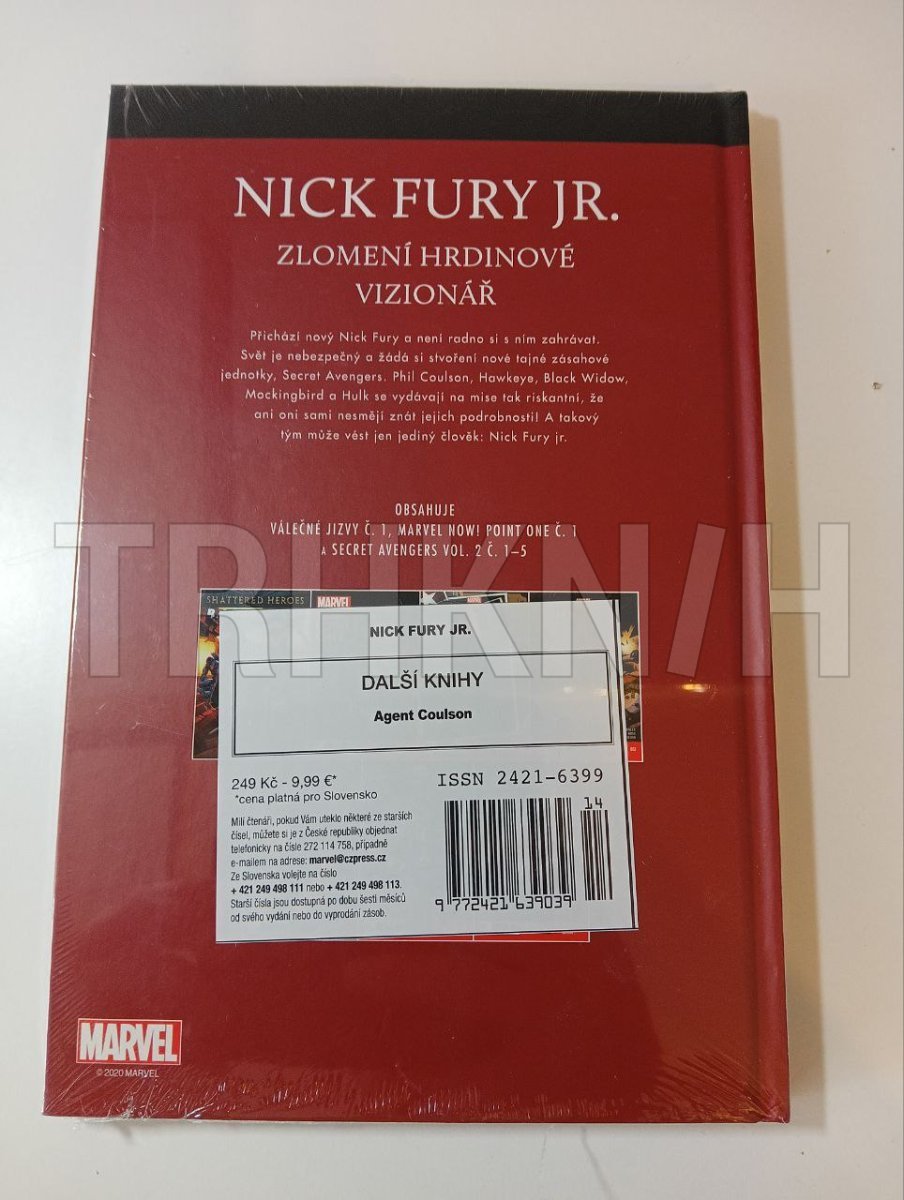 NICK FURY JR.
ZLOMENÍ HRDINOVÉ
VIZIONÁŘ
Přichází nový Nick Fury a není radno si s ním zahrávat.
Svět je nebezpečný a žádá si stvoření nové tajné zásahové
jednotky, Secret Avengers. Phil Coulson, Hawkeye, Black Widow,
Mockingbird a Hulk se vydávají na mise tak riskantní, že
ani oni sami nesmějí znát jejich podrobnosti! A takový
tým může vést jen jediný člověk: Nick Fury jr.
OBSAHUJE
VÁLEČNÉ JIZVY Č. 1, MARVEL NOW! POINT ONE Č. 1
A SECRET AVENGERS VOL. 2 Č. 1–5
TRHKNIH
SHATTERED HEROES
MARVEL
NICK FURY JR.
DALŠÍ KNIHY
Agent Coulson
249 Kč - 9,99 €*
*cena platná pro Slovensko
Milí čtenáři, pokud Vám uteklo některé ze starších
čísel, můžete si je z České republiky objednat
telefonicky na čísle 272 114 758, případně
e-mailem na adrese: marvel@czpress.cz
Ze Slovenska volejte na číslo
+ 421 249 498 111 nebo + 421 249 498 113.
Starší čísla jsou dostupná po dobu šesti měsíců
od svého vydání nebo do vyprodání zásob.
ISSN 2421-6399
14
9 772421 639039
MARVEL
© 2020 MARVEL